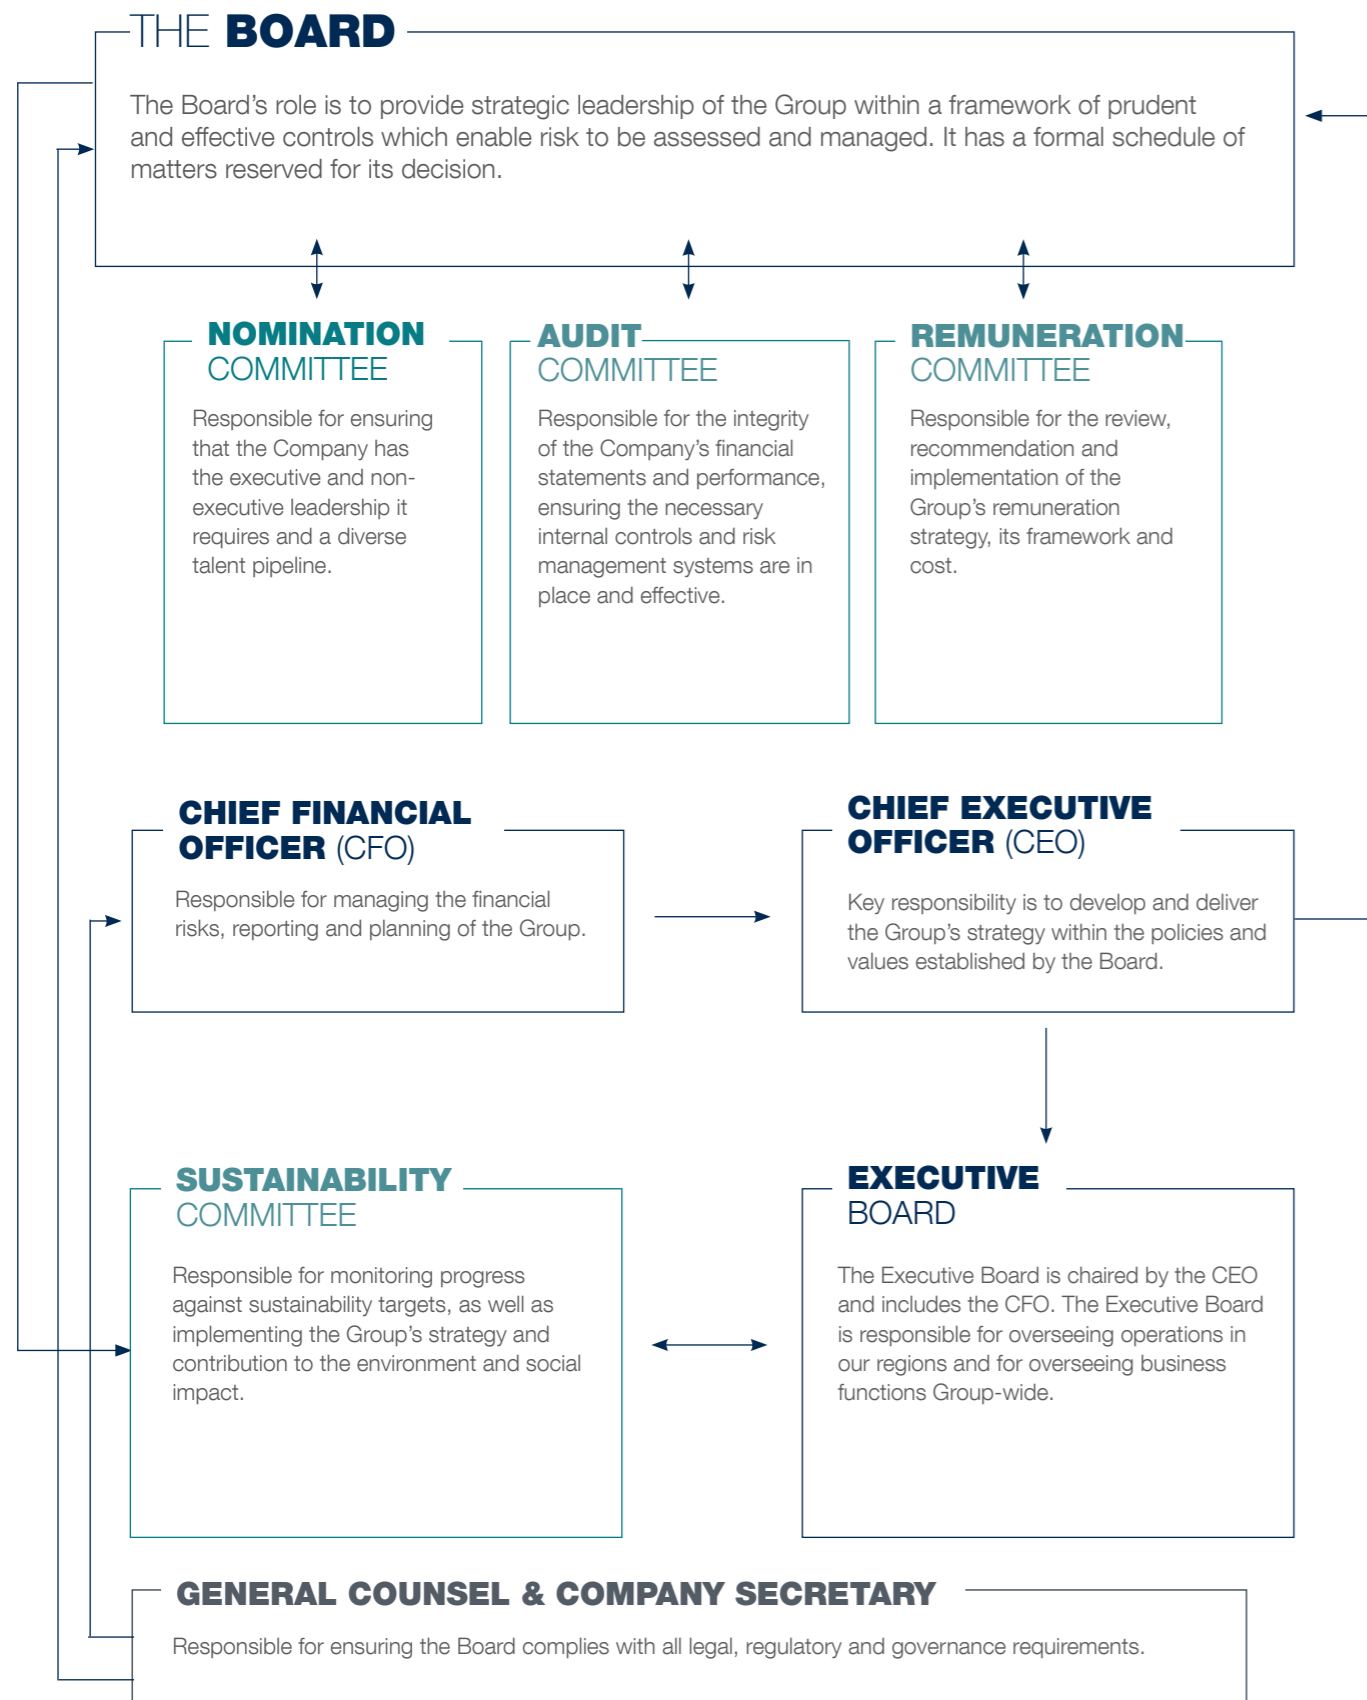 THE BOARD
The Board’s role is to provide strategic leadership of the Group within a framework of prudent
and effective controls which enable risk to be assessed and managed. It has a formal schedule of
matters reserved for its decision.
NOMINATION
COMMITTEE
Responsible for ensuring
that the Company has
the executive and non-
executive leadership it
requires and a diverse
talent pipeline.
AUDIT
COMMITTEE
Responsible for the integrity
of the Company’s financial
statements and performance,
ensuring the necessary
internal controls and risk
management systems are in
place and effective.
REMUNERATION
COMMITTEE
Responsible for the review,
recommendation and
implementation of the
Group’s remuneration
strategy, its framework and
cost.
CHIEF FINANCIAL
OFFICER (CFO)
Responsible for managing the financial
risks, reporting and planning of the Group.
CHIEF EXECUTIVE
OFFICER (CEO)
Key responsibility is to develop and deliver
the Group’s strategy within the policies and
values established by the Board.
SUSTAINABILITY
COMMITTEE
Responsible for monitoring progress
against sustainability targets, as well as
implementing the Group’s strategy and
contribution to the environment and social
impact.
EXECUTIVE
BOARD
The Executive Board is chaired by the CEO
and includes the CFO. The Executive Board
is responsible for overseeing operations in
our regions and for overseeing business
functions Group-wide.
GENERAL COUNSEL & COMPANY SECRETARY
Responsible for ensuring the Board complies with all legal, regulatory and governance requirements.